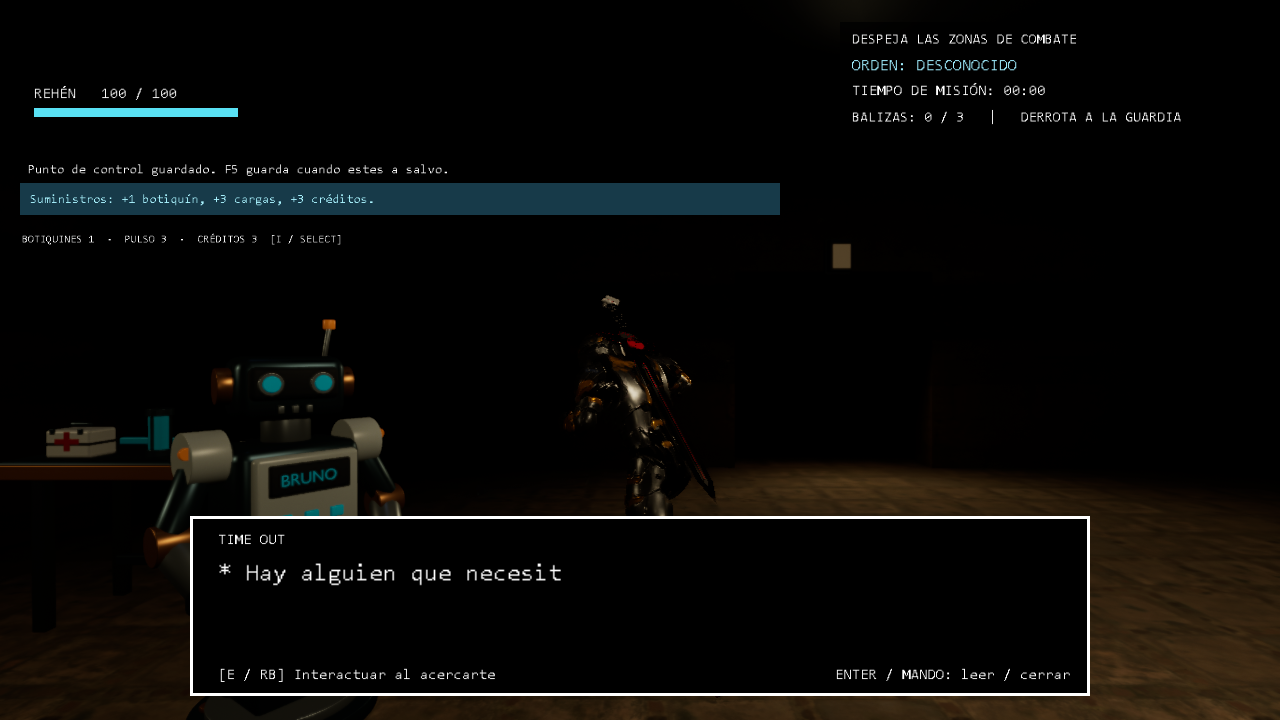 DESPEJA LAS ZONAS DE COMBATE
ORDEN: DESCONOCIDO
REHÉN 100 / 100
TIEMPO DE MISIÓN: 00:00
BALIZAS: 0 / 3 | DERROTA A LA GUARDIA
Punto de control guardado. F5 guarda cuando estes a salvo.
Suministros: +1 botiquín, +3 cargas, +3 créditos.
BOTIQUINES 1 · PULSO 3 · CRÉDITOS 3 [I / SELECT]
BRUNO
TIME OUT
* Hay alguien que necesit
[E / RB] Interactuar al acercarte
ENTER / MANDO: leer / cerrar